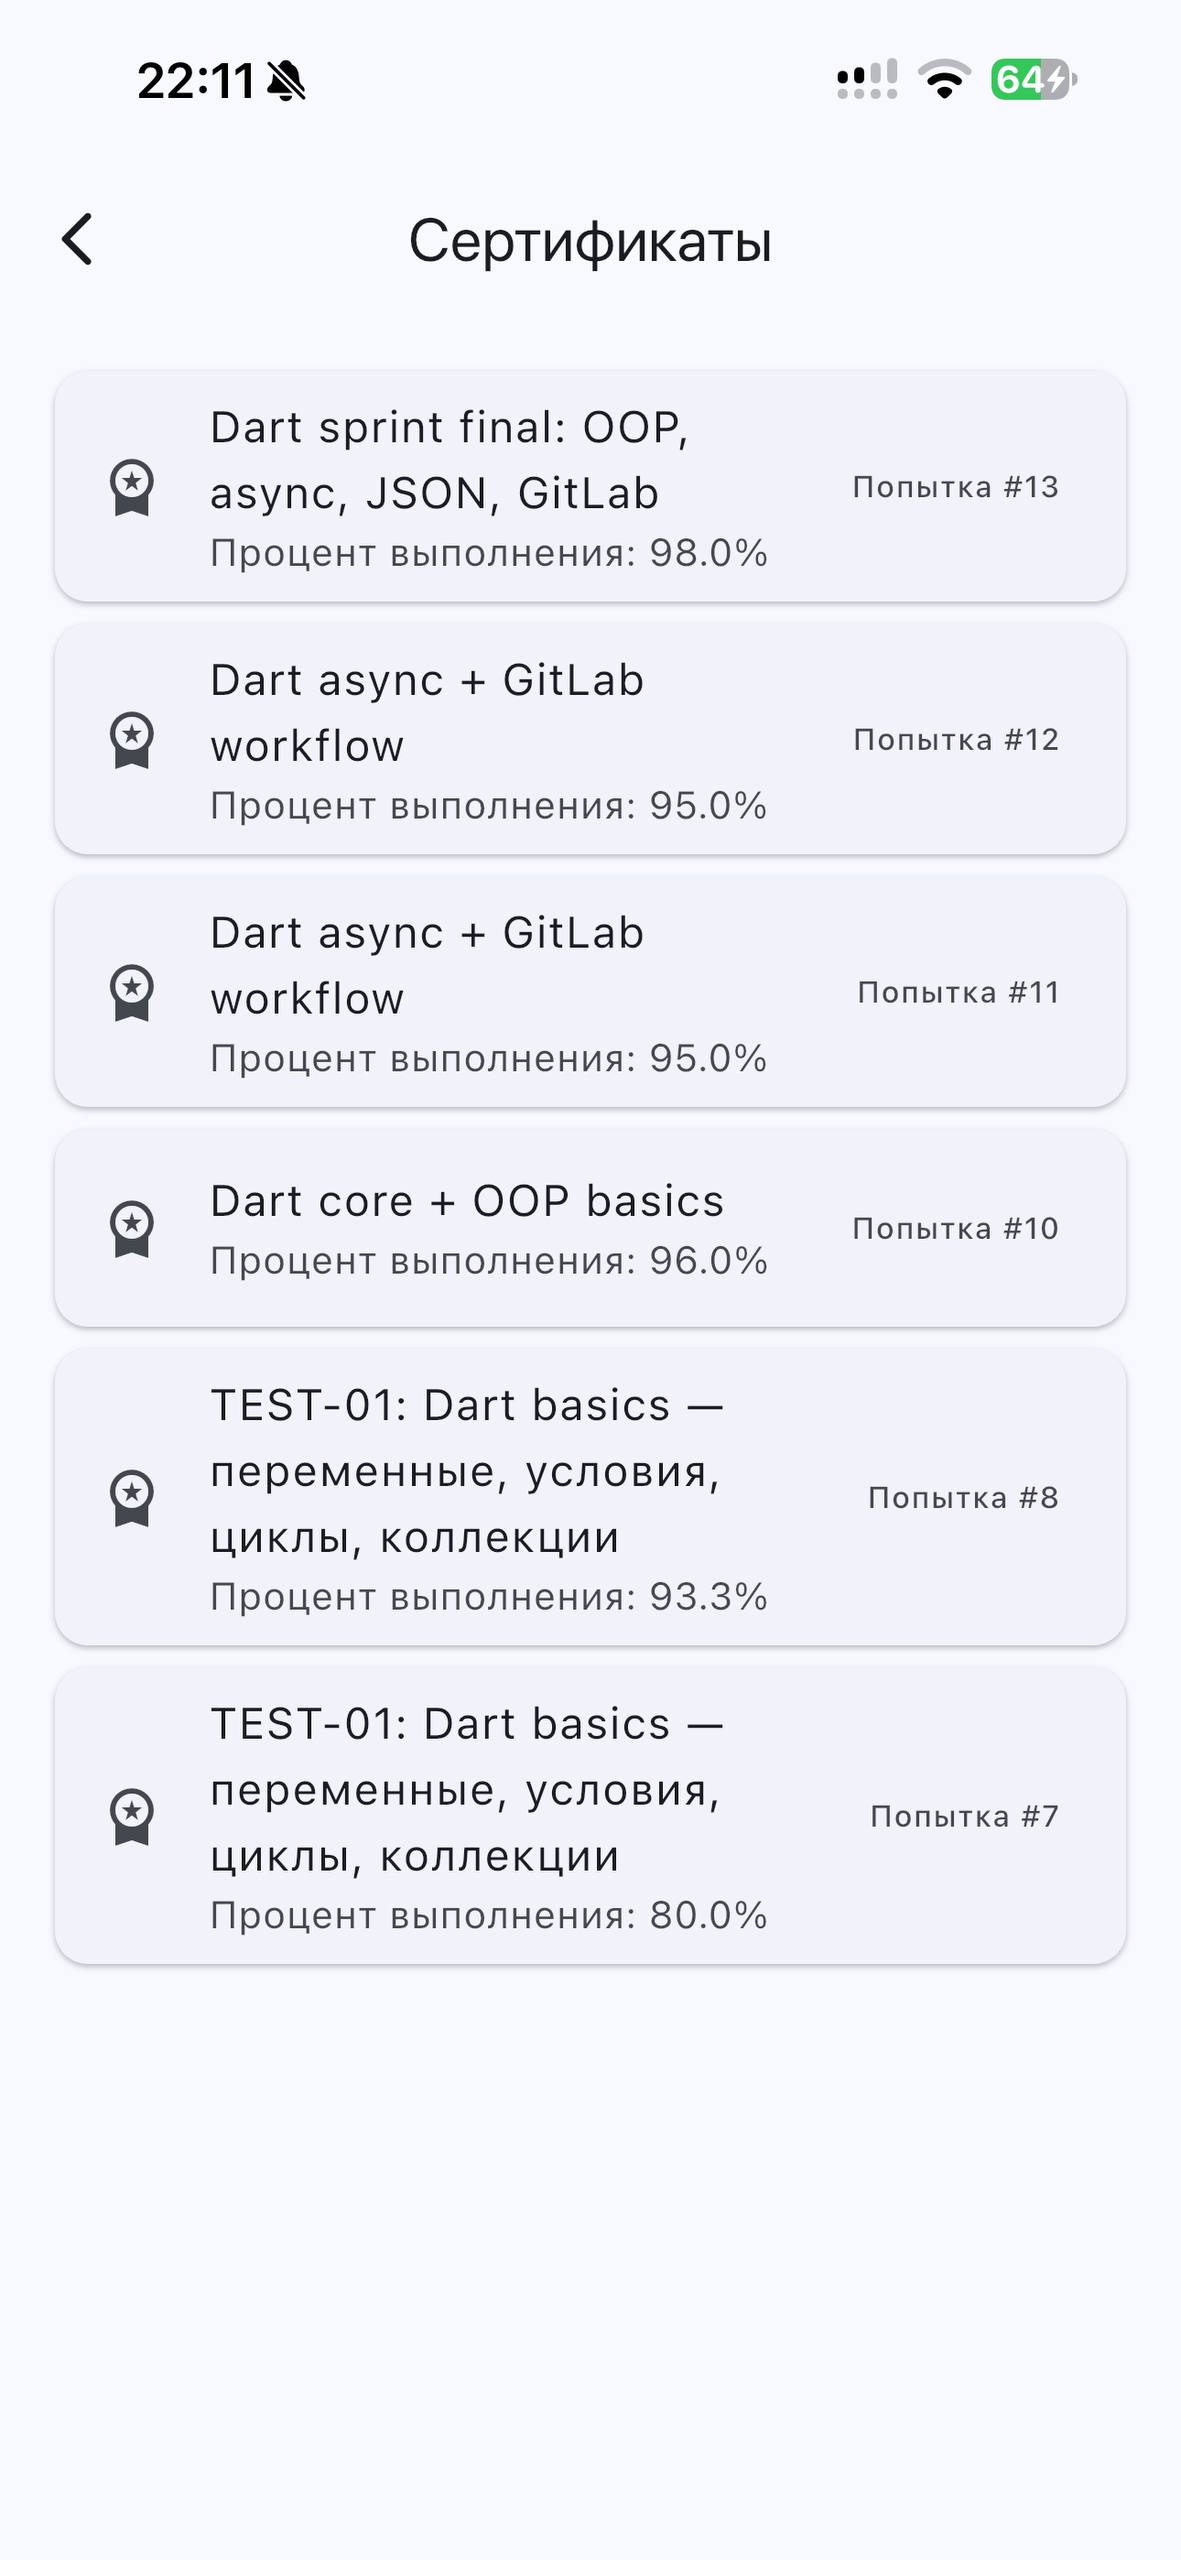 22:11
64
Сертификаты
Dart sprint final: OOP,
async, JSON, GitLab
Процент выполнения: 98.0%
Попытка #13
Dart async + GitLab
workflow
Процент выполнения: 95.0%
Попытка #12
Dart async + GitLab
workflow
Процент выполнения: 95.0%
Попытка #11
Dart core + OOP basics
Процент выполнения: 96.0%
Попытка #10
TEST-01: Dart basics —
переменные, условия,
циклы, коллекции
Процент выполнения: 93.3%
Попытка #8
TEST-01: Dart basics —
переменные, условия,
циклы, коллекции
Процент выполнения: 80.0%
Попытка #7